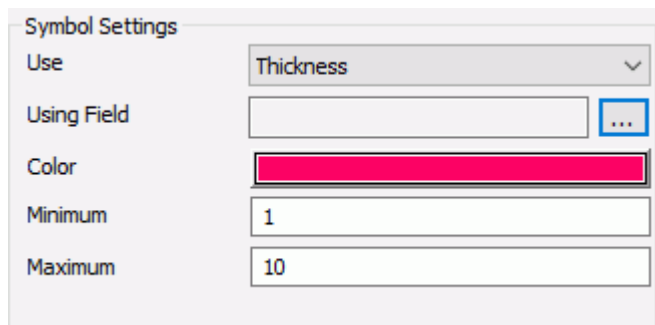 Symbol Settings
Use Thickness
Using Field ...
Color
Minimum 1
Maximum 10